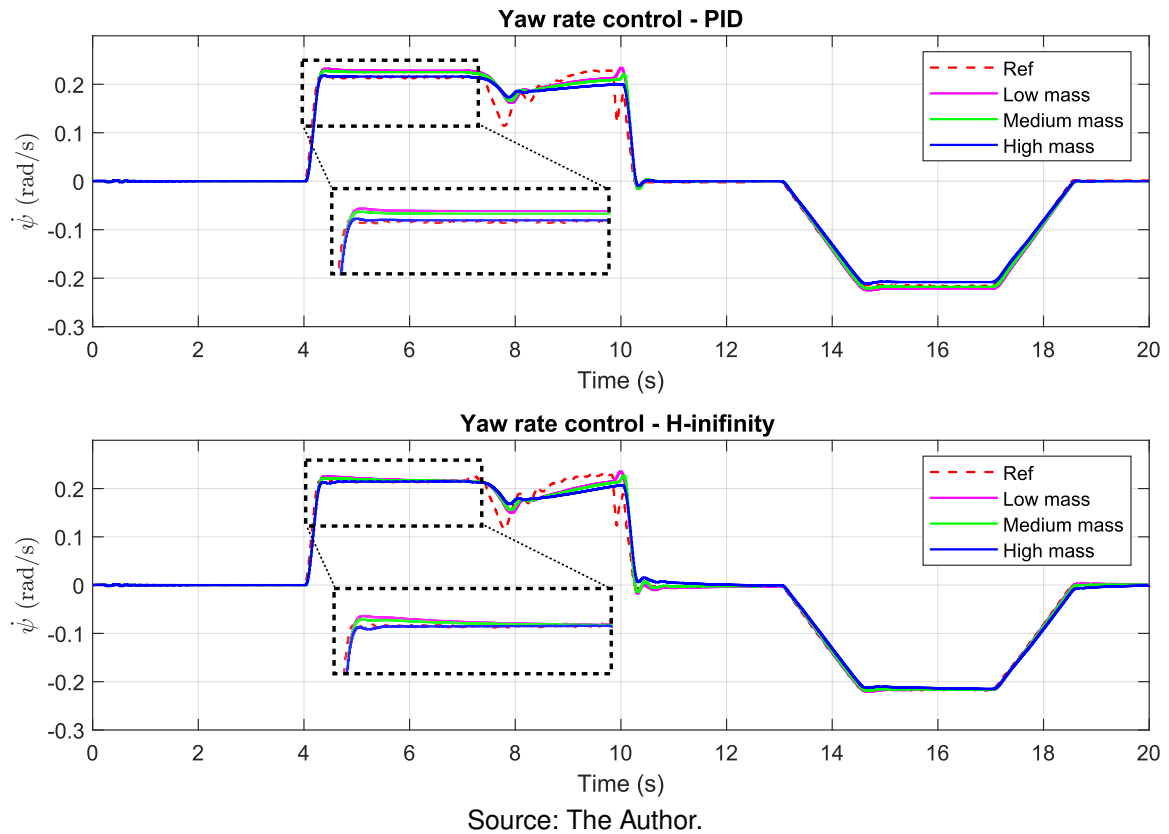 Yaw rate control - PID
0.2
0.1
0
-0.1
-0.2
-0.3
ψ̇ (rad/s)
Ref
Low mass
Medium mass
High mass
0 2 4 6 8 10 12 14 16 18 20
Time (s)
Yaw rate control - H-inifinity
0.2
0.1
0
-0.1
-0.2
-0.3
ψ̇ (rad/s)
Ref
Low mass
Medium mass
High mass
0 2 4 6 8 10 12 14 16 18 20
Time (s)
Source: The Author.